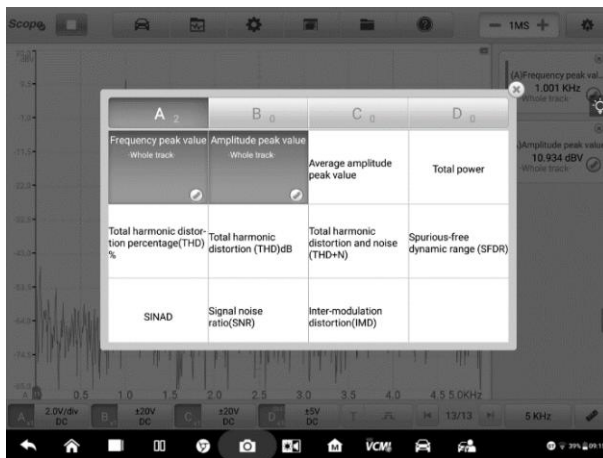 Scope
1MS
(A)Frequency peak val..
1.001 KHz
Whole track
)Amplitude peak value
10.934 dBV
Whole track
A 2
B 0
C 0
D 0
Frequency peak value
Whole track
Amplitude peak value
Whole track
Average amplitude
peak value
Total power
Total harmonic distor-
tion percentage(THD)
%
Total harmonic
distortion (THD)dB
Total harmonic
distortion and noise
(THD+N)
Spurious-free
dynamic range (SFDR)
SINAD
Signal noise
ratio(SNR)
Inter-modulation
distortion(IMD)
0.5
1.0
1.5
2.0
2.5
3.0
3.5
4.0
4.5 5.0KHz
A
2.0V/div
DC
B
±20V
DC
C
±20V
DC
D
±5V
DC
T
13/13
5 KHz
VCMI
39%